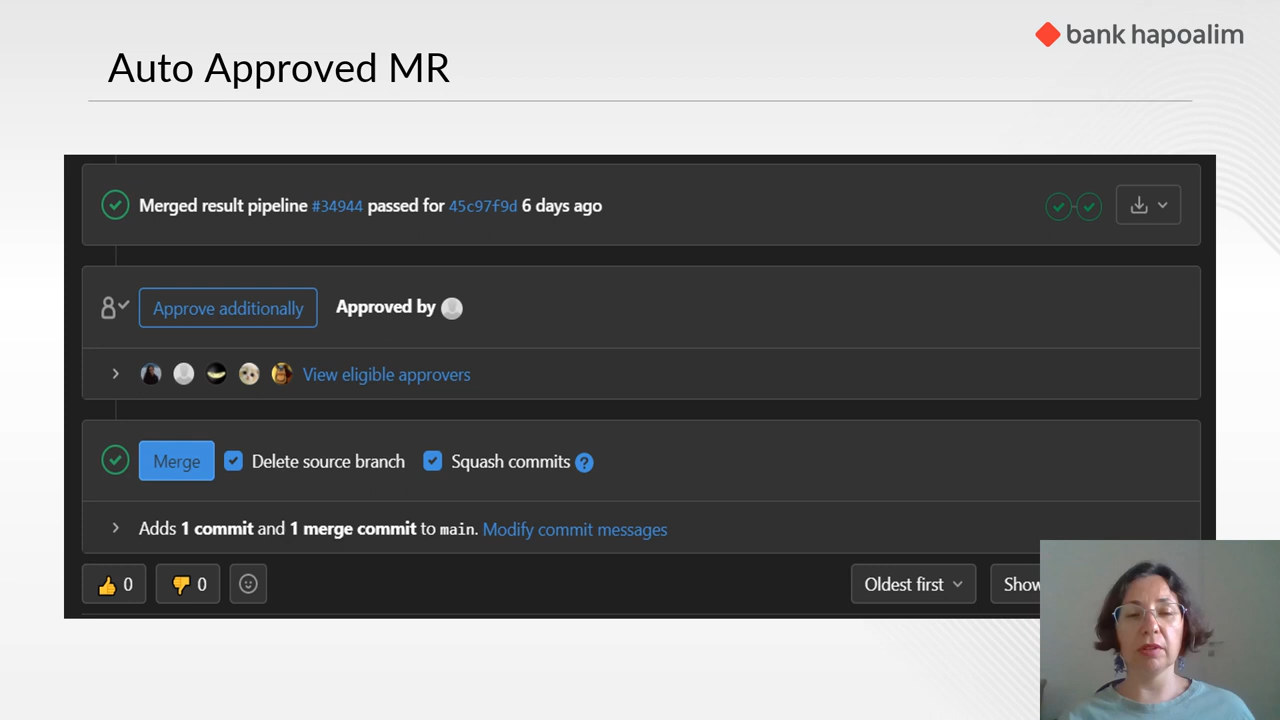 bank hapoalim
Auto Approved MR
Merged result pipeline #34944 passed for 45c97f9d 6 days ago
Approve additionally Approved by
View eligible approvers
Merge Delete source branch Squash commits ?
Adds 1 commit and 1 merge commit to main. Modify commit messages
0 0 Oldest first Show